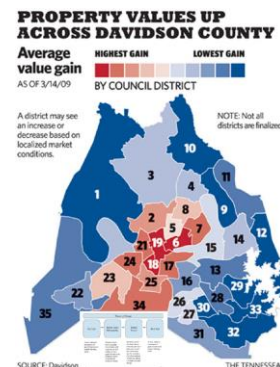 PROPERTY VALUES UP
ACROSS DAVIDSON COUNTY
Average
value gain
AS OF 3/14/09
HIGHEST GAIN
LOWEST GAIN
BY COUNCIL DISTRICT
A district may see
an increase or
decrease based on
localized market
conditions.
NOTE: Not all
districts are finalized
10
3
11
1
4
8
9
2
5
7
12
21
19
6
14
15
24
18
17
13
23
25
16
29
22
28
35
34
26
30
33
27
31
32
SOURCE: Davidson
THE TENNESSEA